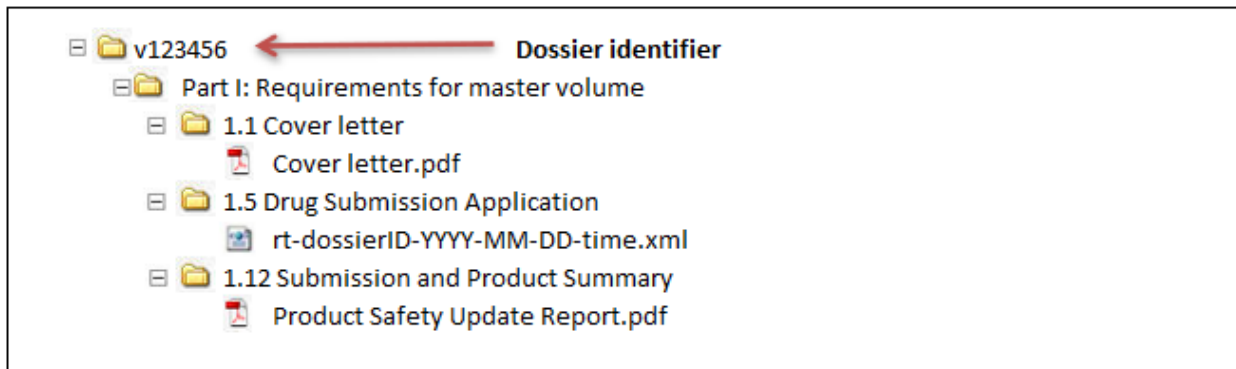 v123456 Dossier identifier
Part I: Requirements for master volume
1.1 Cover letter
Cover letter.pdf
1.5 Drug Submission Application
rt-dossierID-YYYY-MM-DD-time.xml
1.12 Submission and Product Summary
Product Safety Update Report.pdf